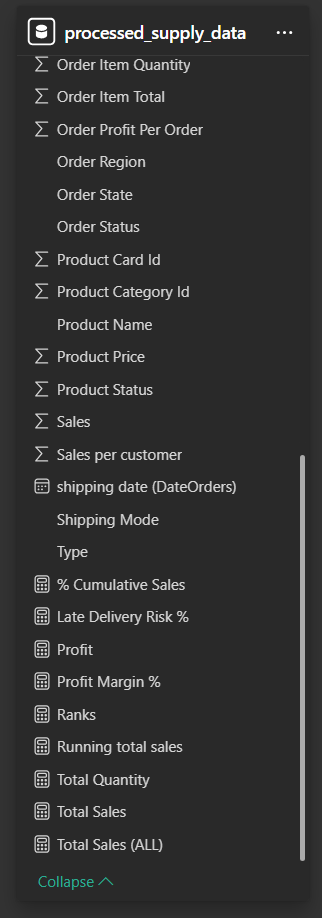 processed_supply_data
Order Item Quantity
Order Item Total
Order Profit Per Order
Order Region
Order State
Order Status
Product Card Id
Product Category Id
Product Name
Product Price
Product Status
Sales
Sales per customer
shipping date (DateOrders)
Shipping Mode
Type
% Cumulative Sales
Late Delivery Risk %
Profit
Profit Margin %
Ranks
Running total sales
Total Quantity
Total Sales
Total Sales (ALL)
Collapse